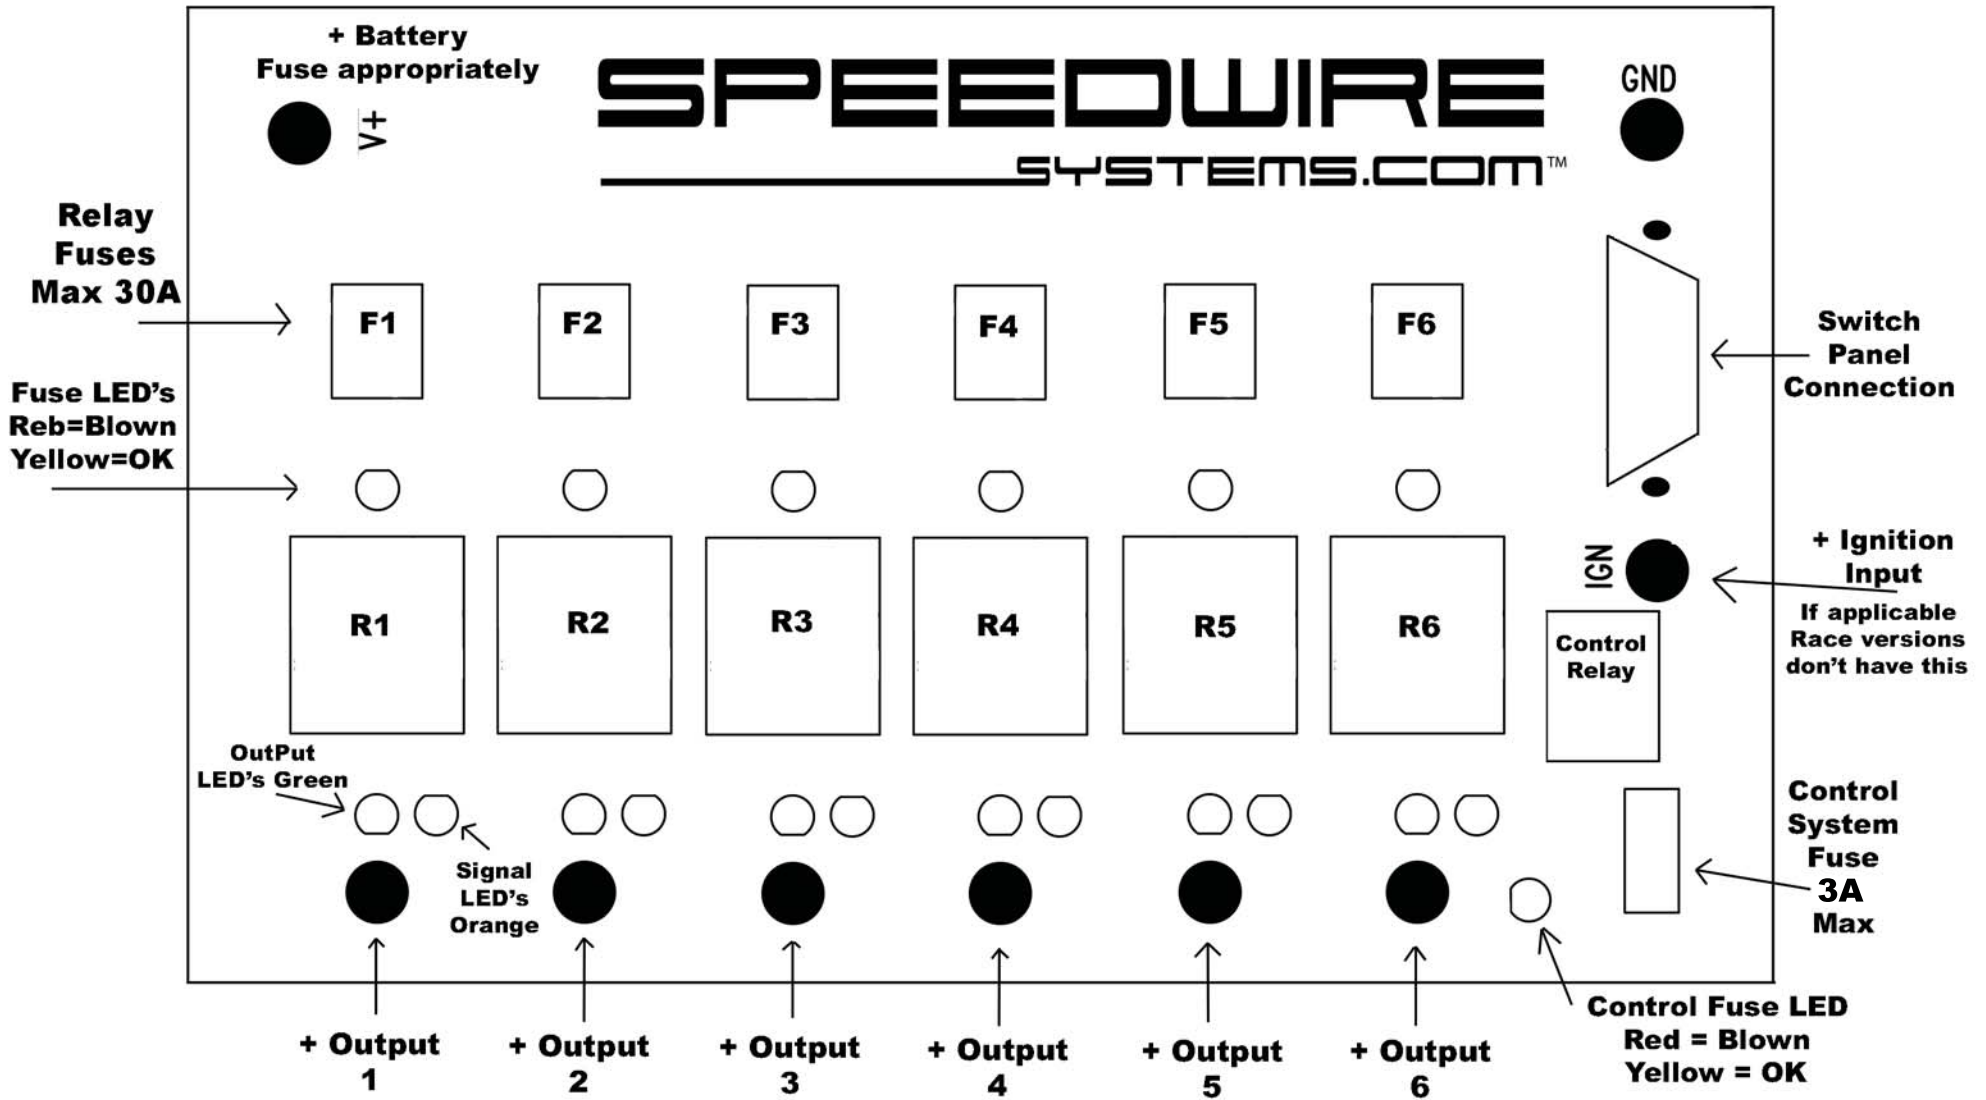 + Battery
Fuse appropriately
V+
SPEEDWIRE
SYSTEMS.COM™
GND
Relay
Fuses
Max 30A
F1 F2 F3 F4 F5 F6
Switch
Panel
Connection
Fuse LED's
Reb=Blown
Yellow=OK
+ Ignition
Input
If applicable
Race versions
don't have this
IGN
R1 R2 R3 R4 R5 R6
Control
Relay
OutPut
LED's Green
Signal
LED's
Orange
Control
System
Fuse
3A
Max
+ Output
1
+ Output
2
+ Output
3
+ Output
4
+ Output
5
+ Output
6
Control Fuse LED
Red = Blown
Yellow = OK